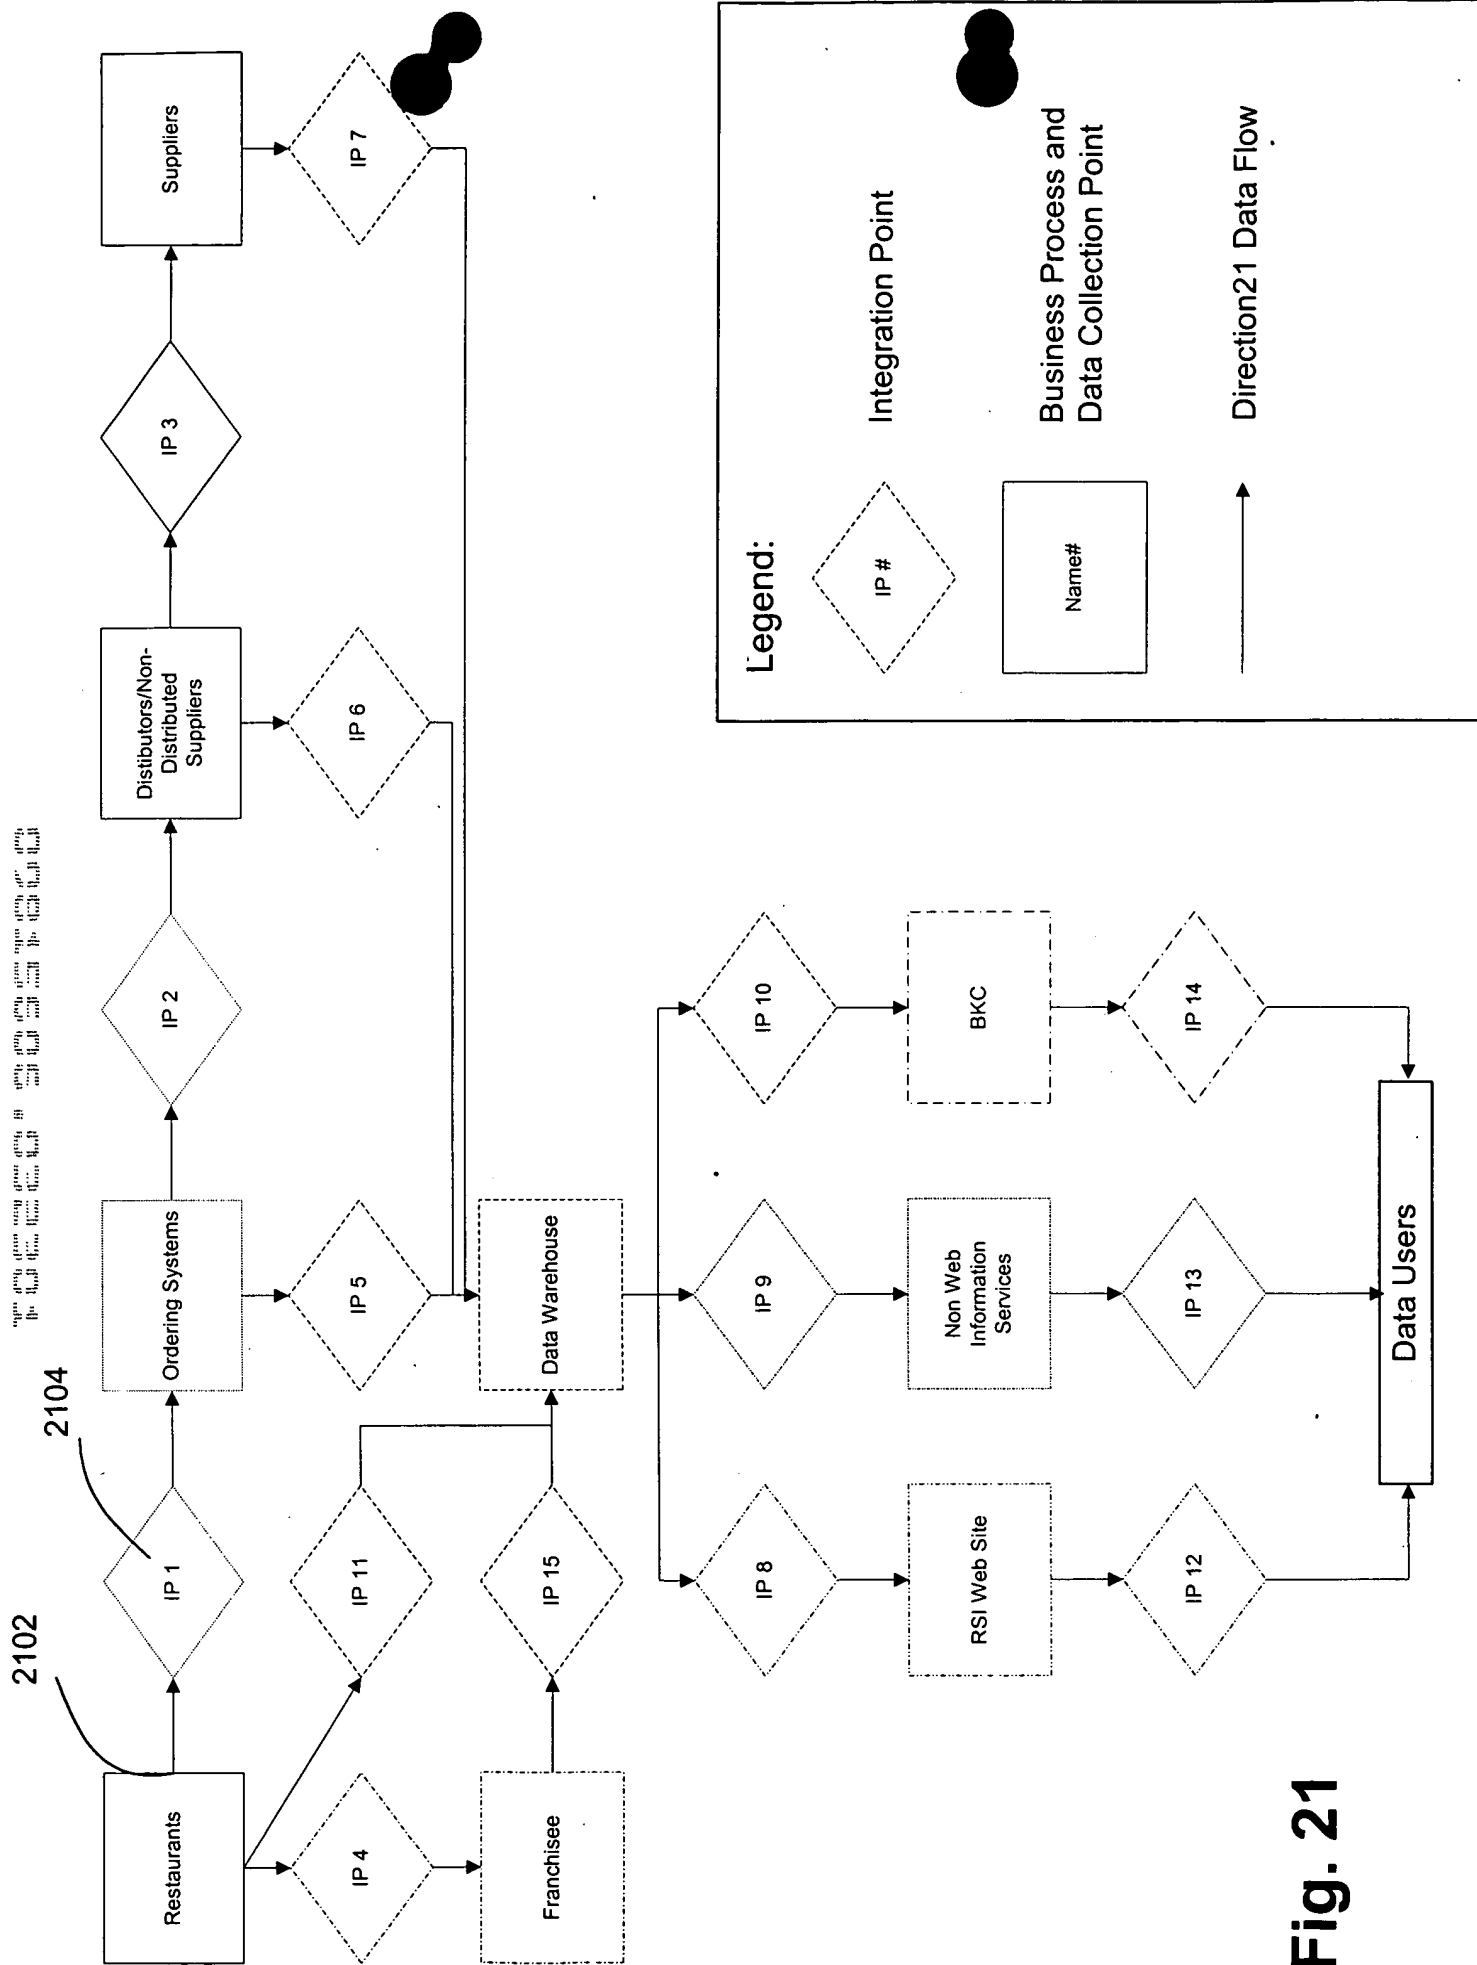 2102
2104
Restaurants
IP 1
Ordering Systems
IP 2
Distibutors/Non-
Distributed
Suppliers
IP 3
Suppliers
IP 4
IP 11
IP 5
IP 6
IP 7
Franchisee
IP 15
Data Warehouse
IP 8
IP 9
IP 10
RSI Web Site
Non Web
Information
Services
BKC
IP 12
IP 13
IP 14
Data Users
Legend:
IP #
Integration Point
Name#
Business Process and
Data Collection Point
Direction21 Data Flow
Fig. 21